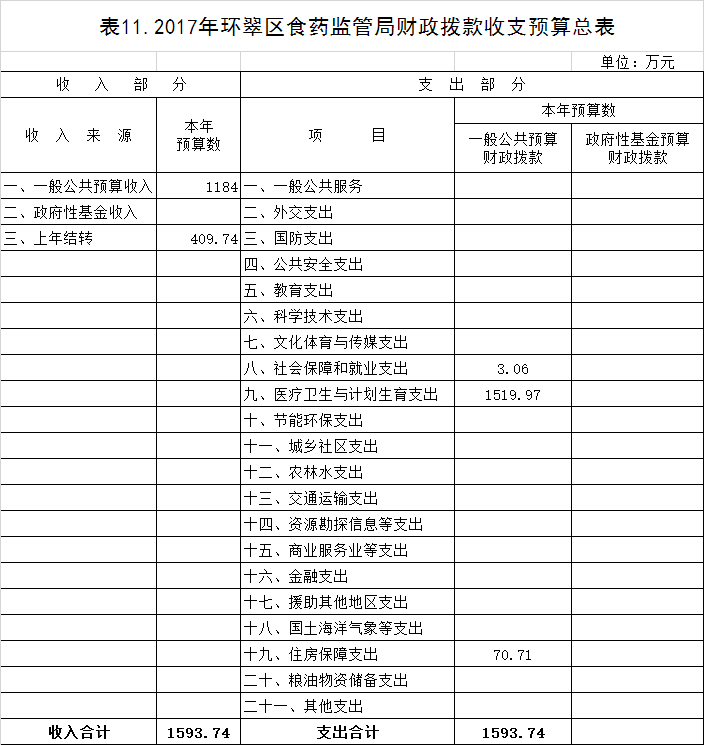 表11.2017年环翠区食药监管局财政拨款收支预算总表
单位：万元
收 入 部 分 支 出 部 分
收 入 来 源 本年预算数 项 目 本年预算数
一般公共预算财政拨款 政府性基金预算财政拨款
一、一般公共预算收入 1184 一、一般公共服务
二、政府性基金收入 二、外交支出
三、上年结转 409.74 三、国防支出
四、公共安全支出
五、教育支出
六、科学技术支出
七、文化体育与传媒支出
八、社会保障和就业支出 3.06
九、医疗卫生与计划生育支出 1519.97
十、节能环保支出
十一、城乡社区支出
十二、农林水支出
十三、交通运输支出
十四、资源勘探信息等支出
十五、商业服务业等支出
十六、金融支出
十七、援助其他地区支出
十八、国土海洋气象等支出
十九、住房保障支出 70.71
二十、粮油物资储备支出
二十一、其他支出
收入合计 1593.74 支出合计 1593.74